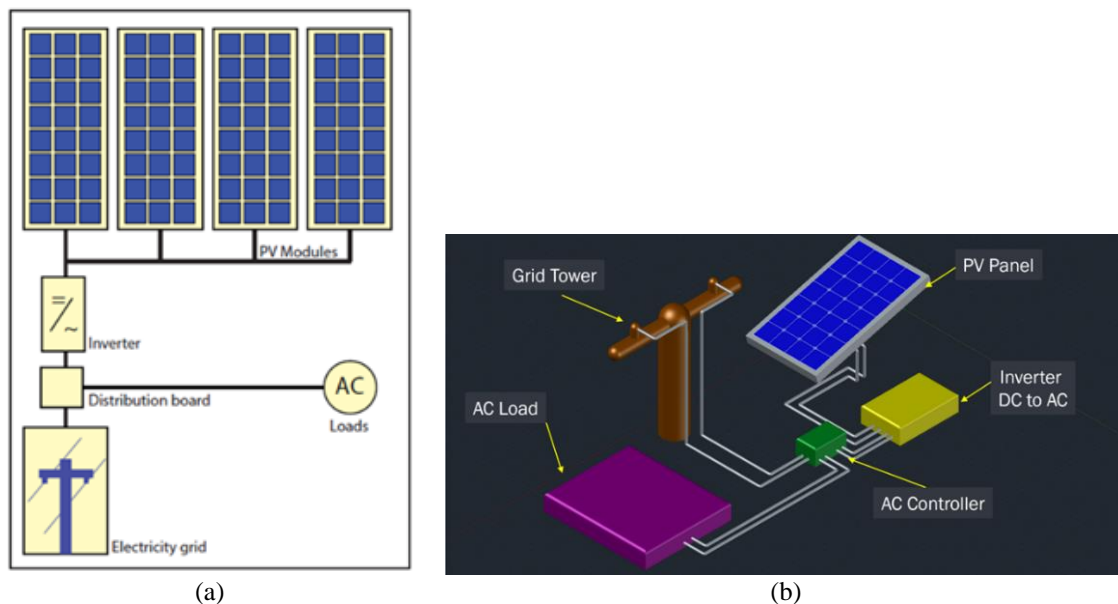 PV Modules
=
~
Inverter
Distribution board
AC
Loads
Electricity grid
(a)
Grid Tower
PV Panel
AC Load
Inverter
DC to AC
AC Controller
(b)